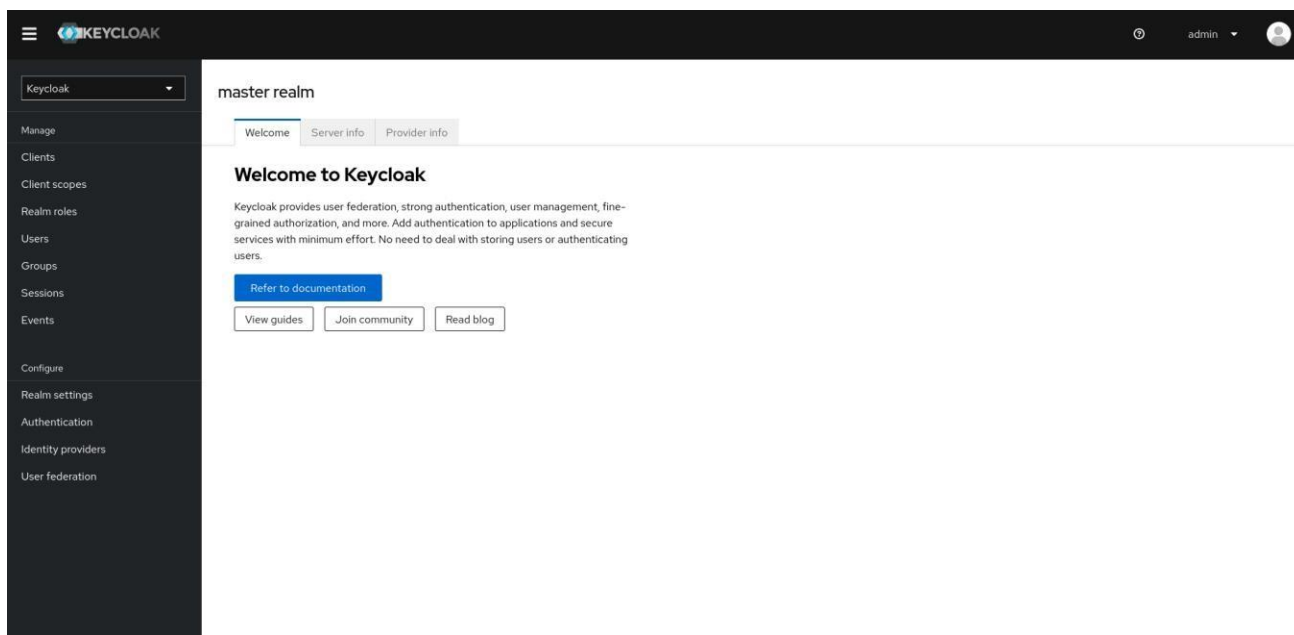 KEYCLOAK
admin
Keycloak
Manage
Clients
Client scopes
Realm roles
Users
Groups
Sessions
Events
Configure
Realm settings
Authentication
Identity providers
User federation
master realm
Welcome Server info Provider info
Welcome to Keycloak
Keycloak provides user federation, strong authentication, user management, fine-
grained authorization, and more. Add authentication to applications and secure
services with minimum effort. No need to deal with storing users or authenticating
users.
Refer to documentation
View guides Join community Read blog